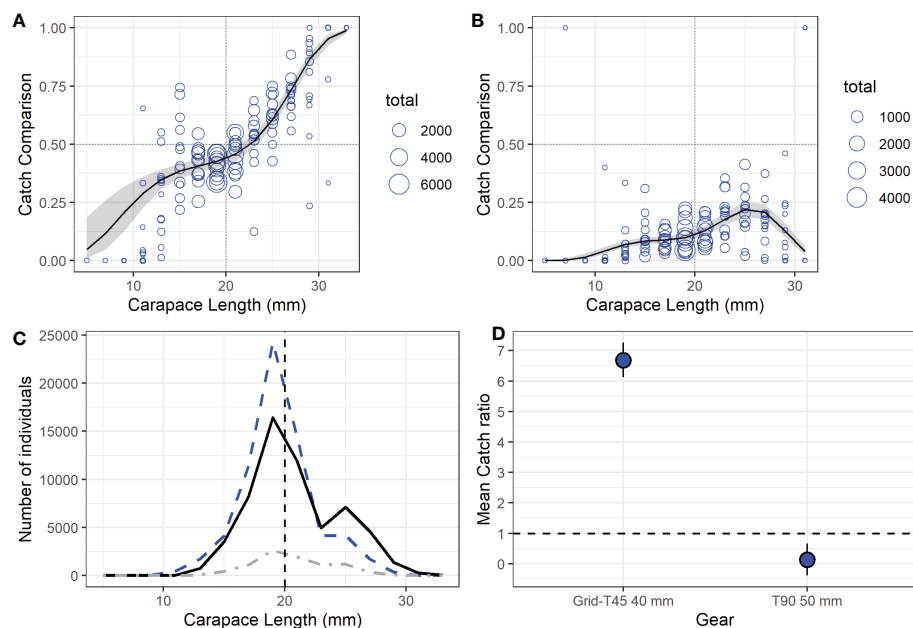 A
1.00
0.75
0.50
0.25
0.00
Catch Comparison
10 20 30
Carapace Length (mm)
total
2000
4000
6000
B
1.00
0.75
0.50
0.25
0.00
Catch Comparison
10 20 30
Carapace Length (mm)
total
1000
2000
3000
4000
C
25000
20000
15000
10000
5000
0
Number of individuals
10 20 30
Carapace Length (mm)
D
7
6
5
4
3
2
1
0
Mean Catch ratio
Grid-T45 40 mm T90 50 mm
Gear